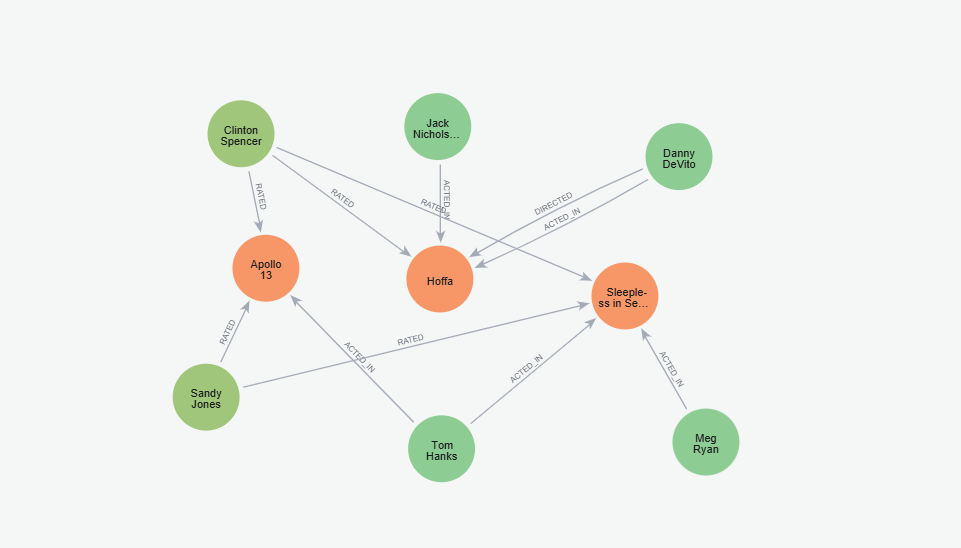 Clinton
Spencer
Jack
Nichols...
Danny
DeVito
RATED
RATED
ACTED_IN
RATED
DIRECTED
ACTED_IN
Apollo
13
Hoffa
Sleeple-
ss in Se...
RATED
ACTED_IN
RATED
ACTED_IN
ACTED_IN
Sandy
Jones
Tom
Hanks
Meg
Ryan